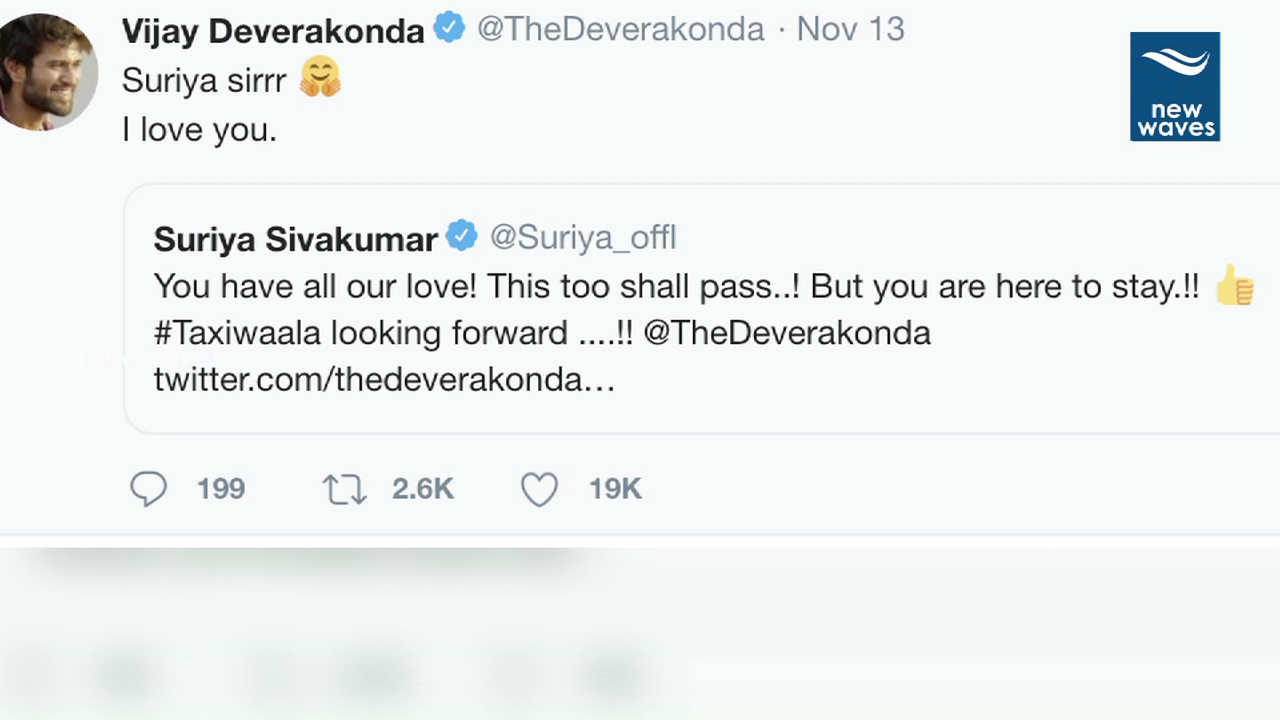 Vijay Deverakonda @TheDeverakonda · Nov 13
Suriya sirrr 🤗
I love you.
new
waves
Suriya Sivakumar @Suriya_offl
You have all our love! This too shall pass..! But you are here to stay.!! 👍
#Taxiwaala looking forward ....!! @TheDeverakonda
twitter.com/thedeverakonda…
199 2.6K 19K